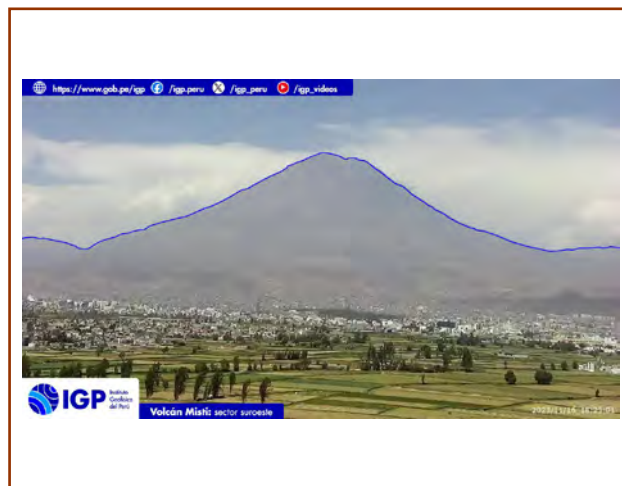 https://www.gob.pe/igp /igp.peru /igp_peru /igp_videos
IGP
Instituto
Geofísico
del Perú
Volcán Misti: sector suroeste